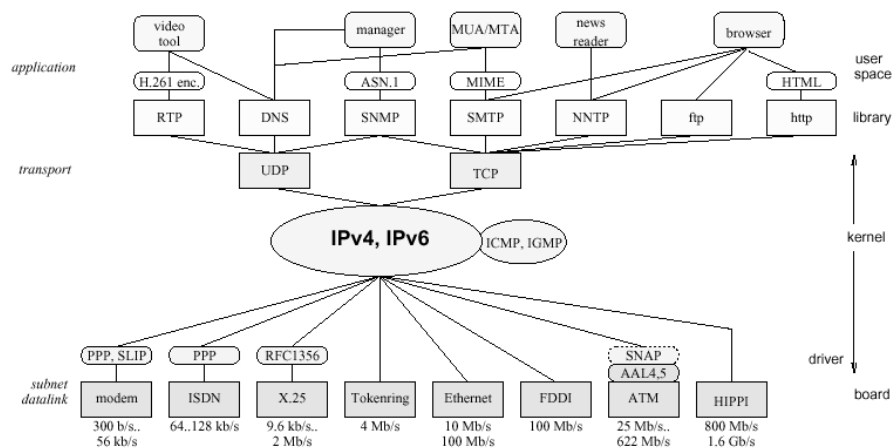 video
tool
manager
MUA/MTA
news
reader
browser
application
user
space
H.261 enc.
ASN.1
MIME
HTML
RTP
DNS
SNMP
SMTP
NNTP
ftp
http
library
transport
UDP
TCP
IPv4, IPv6
ICMP, IGMP
kernel
PPP, SLIP
PPP
RFC1356
SNAP
driver
AAL4,5
subnet
datalink
modem
ISDN
X.25
Tokenring
Ethernet
FDDI
ATM
HIPPI
board
300 b/s..
56 kb/s
64..128 kb/s
9.6 kb/s..
2 Mb/s
4 Mb/s
10 Mb/s
100 Mb/s
100 Mb/s
25 Mb/s..
622 Mb/s
800 Mb/s
1.6 Gb/s